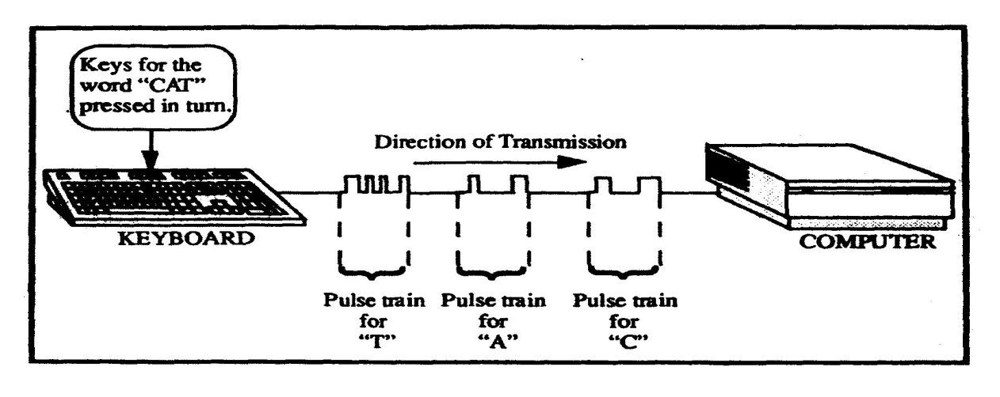 Keys for the
word “CAT”
pressed in turn.
Direction of Transmission
KEYBOARD
COMPUTER
Pulse train
for
“T”
Pulse train
for
“A”
Pulse train
for
“C”